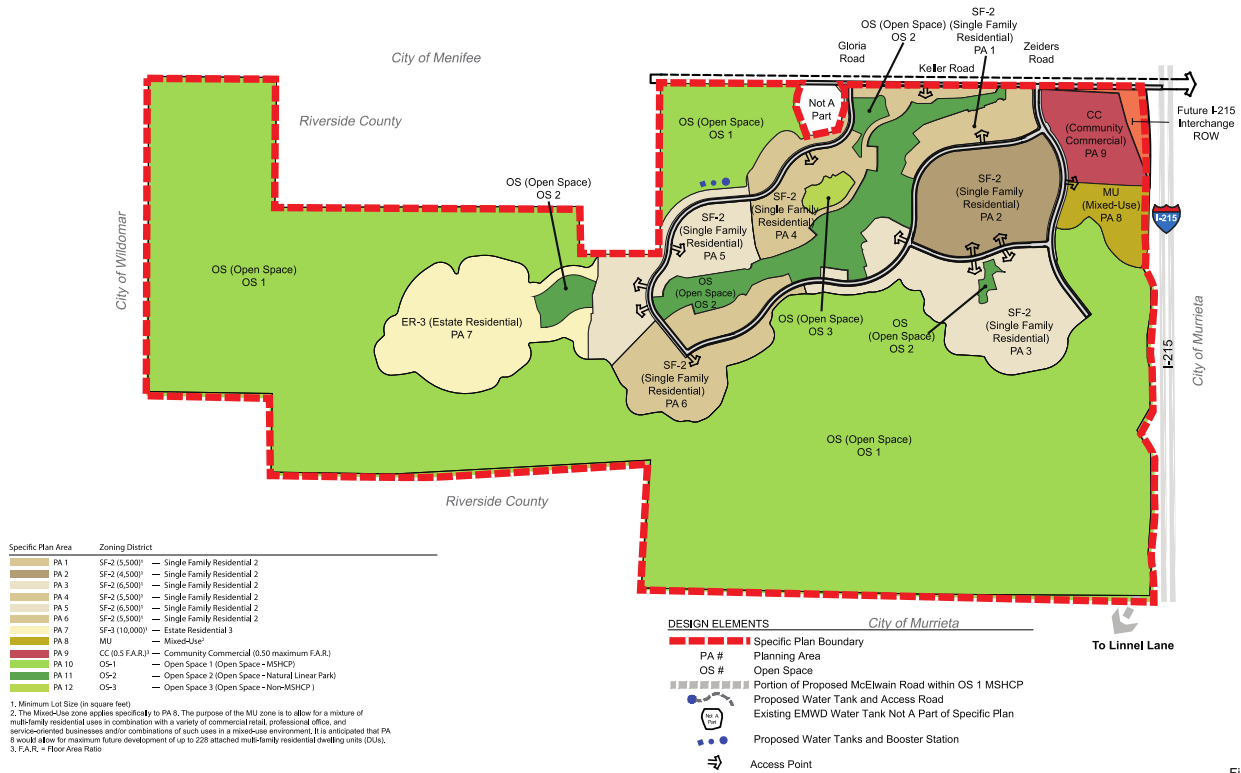 SF-2
(Single Family
Residential)
PA 1
OS (Open Space)
OS 2
Gloria
Road
Zeiders
Road
Keller Road
City of Menifee
Riverside County
Not A
Part
OS (Open Space)
OS 1
CC
(Community
Commercial)
PA 9
Future I-215
Interchange
ROW
OS (Open Space)
OS 2
SF-2
(Single Family
Residential)
PA 2
MU
(Mixed-Use)
PA 8
I-215
SF-2
(Single Family
Residential)
PA 4
SF-2
(Single Family
Residential)
PA 5
City of Wildomar
OS (Open Space)
OS 1
OS
(Open Space)
OS 2
ER-3 (Estate Residential)
PA 7
OS (Open Space)
OS 3
OS
(Open Space)
OS 2
SF-2
(Single Family
Residential)
PA 3
I-215
City of Murrieta
SF-2
(Single Family
Residential)
PA 6
OS (Open Space)
OS 1
Riverside County
Specific Plan Area Zoning District
PA 1 SF-2 (5,500)¹ — Single Family Residential 2
PA 2 SF-2 (4,500)¹ — Single Family Residential 2
PA 3 SF-2 (6,500)¹ — Single Family Residential 2
PA 4 SF-2 (5,500)¹ — Single Family Residential 2
PA 5 SF-2 (6,500)¹ — Single Family Residential 2
PA 6 SF-2 (5,500)¹ — Single Family Residential 2
PA 7 SF-3 (10,000)¹ — Estate Residential 3
PA 8 MU — Mixed-Use²
PA 9 CC (0.5 F.A.R.)³ — Community Commercial (0.50 maximum F.A.R.)
PA 10 OS-1 — Open Space 1 (Open Space - MSHCP)
PA 11 OS-2 — Open Space 2 (Open Space - Natural Linear Park)
PA 12 OS-3 — Open Space 3 (Open Space - Non-MSHCP )
1. Minimum Lot Size (in square feet)
2. The Mixed-Use zone applies specifically to PA 8. The purpose of the MU zone is to allow for a mixture of
multi-family residential uses in combination with a variety of commercial retail, professional office, and
service-oriented businesses and/or combinations of such uses in a mixed-use environment. It is anticipated that PA
8 would allow for maximum future development of up to 228 attached multi-family residential dwelling units (DUs).
3. F.A.R. = Floor Area Ratio
DESIGN ELEMENTS
City of Murrieta
Specific Plan Boundary
PA # Planning Area
OS # Open Space
Portion of Proposed McElwain Road within OS 1 MSHCP
Proposed Water Tank and Access Road
Not A
Part
Existing EMWD Water Tank Not A Part of Specific Plan
Proposed Water Tanks and Booster Station
Access Point
To Linnel Lane